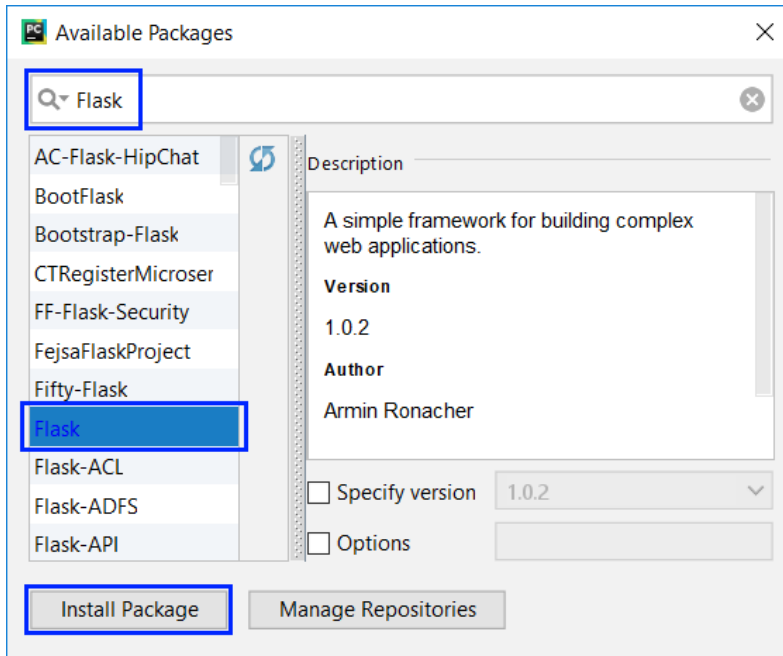 PC
Available Packages
Flask
AC-Flask-HipChat
BootFlask
Bootstrap-Flask
CTRegisterMicroser
FF-Flask-Security
FejsaFlaskProject
Fifty-Flask
Flask
Flask-ACL
Flask-ADFS
Flask-API
Description
A simple framework for building complex
web applications.
Version
1.0.2
Author
Armin Ronacher
Specify version
1.0.2
Options
Install Package
Manage Repositories